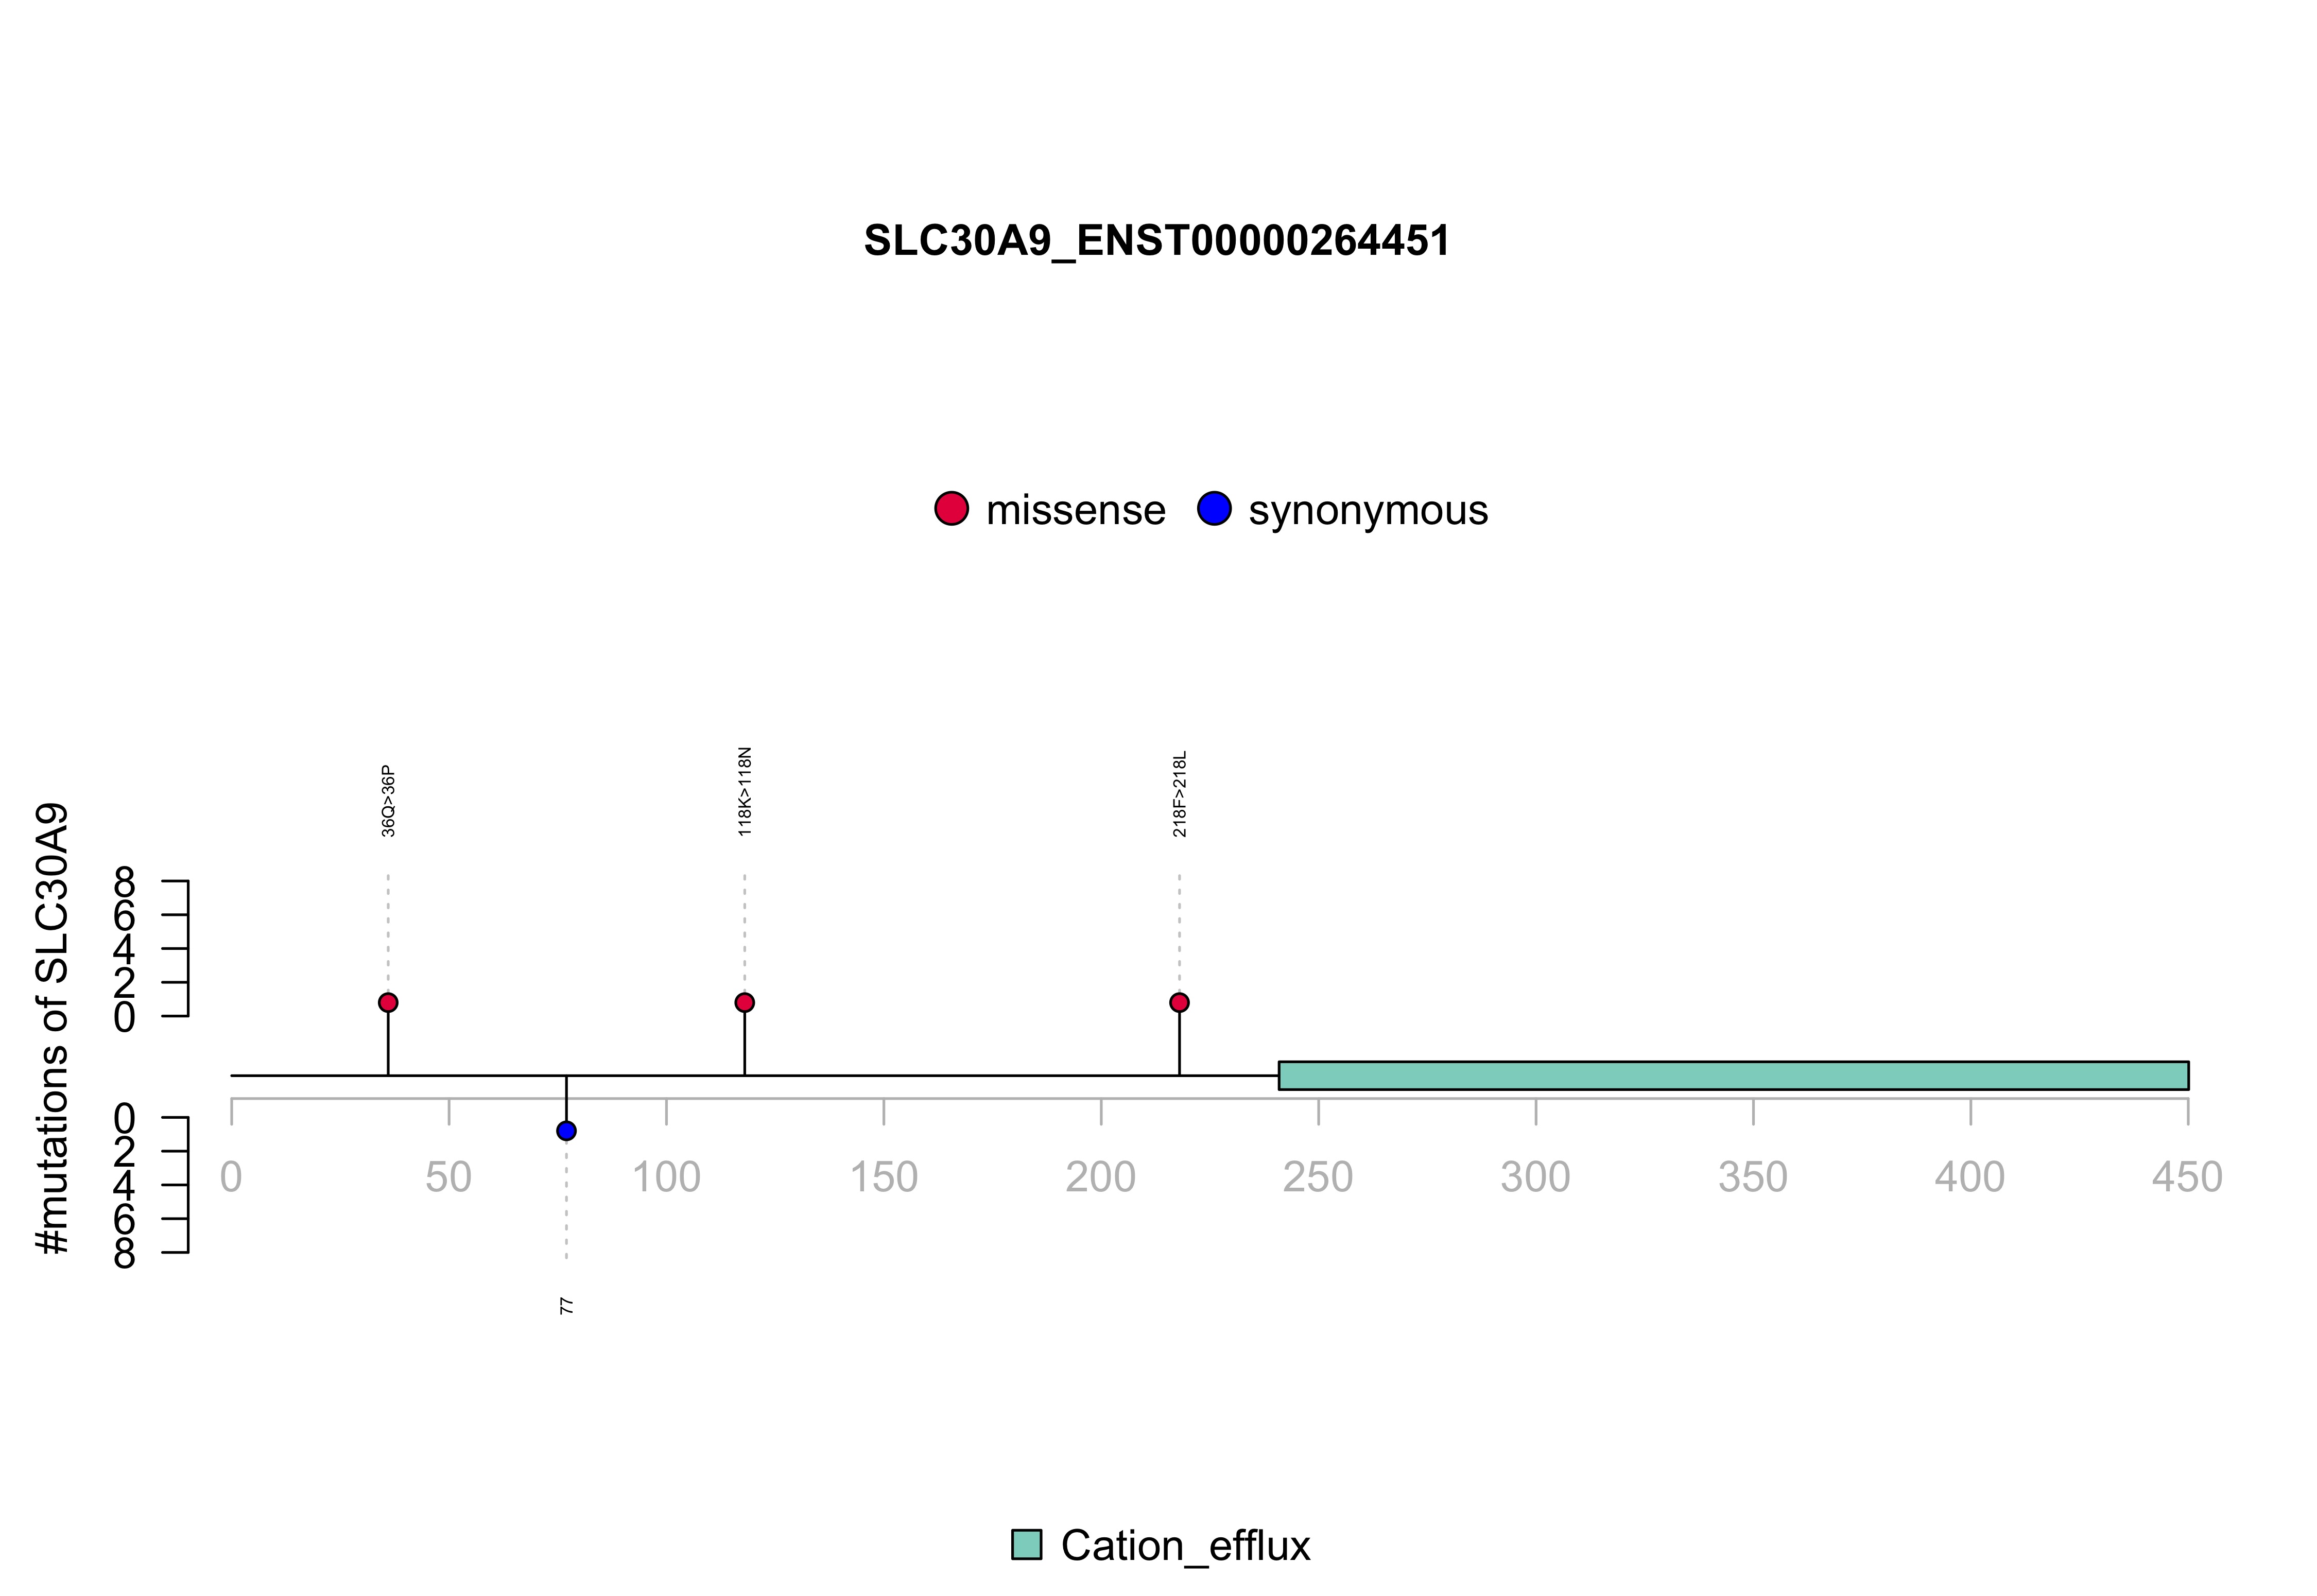 SLC30A9_ENST00000264451
missense synonymous
36Q>36P 118K>118N 218F>218L
#mutations of SLC30A9
8
6
4
2
0
0
2
4
6
8
0 50 100 150 200 250 300 350 400 450
77
Cation_efflux